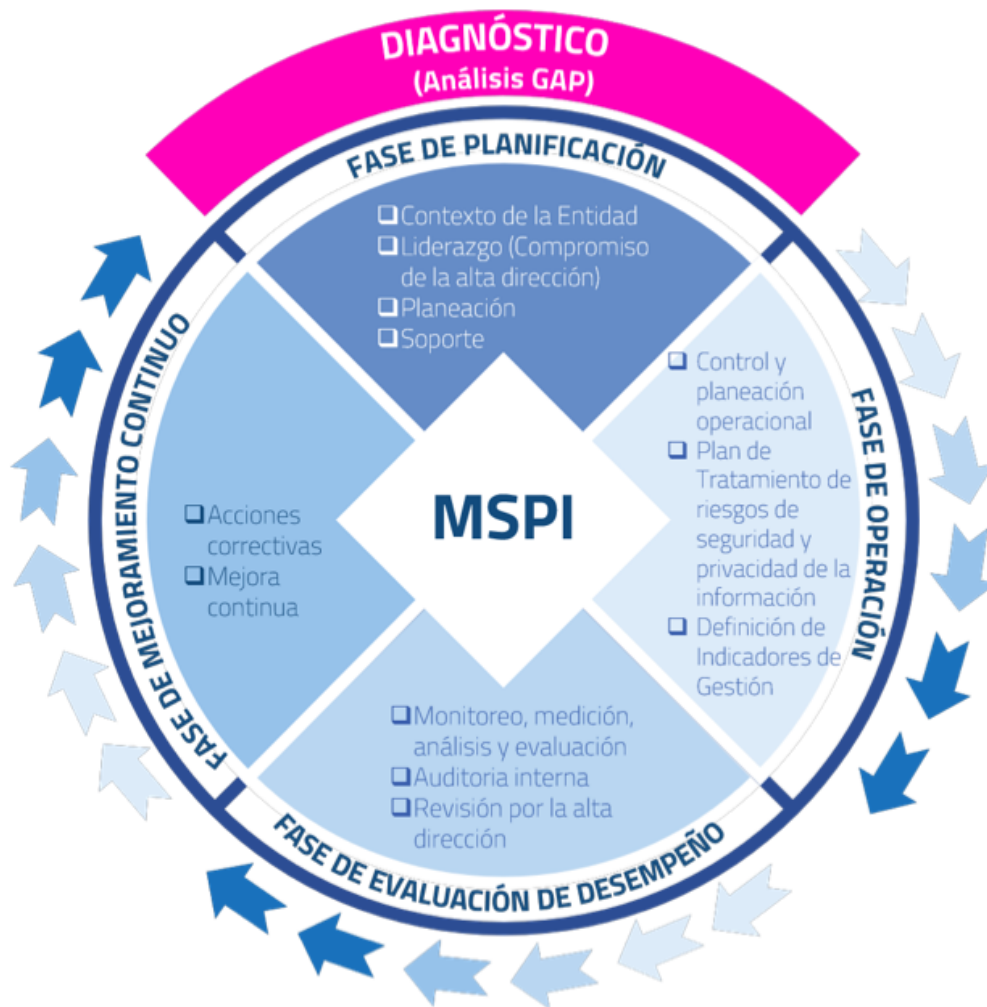 DIAGNÓSTICO
(Análisis GAP)
FASE DE PLANIFICACIÓN
Contexto de la Entidad
Liderazgo (Compromiso
de la alta dirección)
Planeación
Soporte
FASE DE OPERACIÓN
Control y
planeación
operacional
Plan de
Tratamiento de
riesgos de
seguridad y
privacidad de la
información
Definición de
Indicadores de
Gestión
MSPI
FASE DE EVALUACIÓN DE DESEMPEÑO
Monitoreo, medición,
análisis y evaluación
Auditoria interna
Revisión por la alta
dirección
FASE DE MEJORAMIENTO CONTINUO
Acciones
correctivas
Mejora
continua